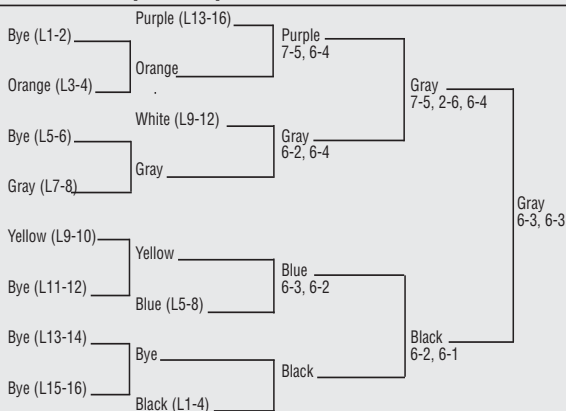 Purple (L13-16)
Bye (L1-2)
Purple
7-5, 6-4
Orange
Orange (L3-4)
Gray
7-5, 2-6, 6-4
White (L9-12)
Bye (L5-6)
Gray
6-2, 6-4
Gray
Gray (L7-8)
Gray
6-3, 6-3
Yellow (L9-10)
Yellow
Blue
6-3, 6-2
Bye (L11-12)
Blue (L5-8)
Bye (L13-14)
Black
6-2, 6-1
Bye
Black
Bye (L15-16)
Black (L1-4)